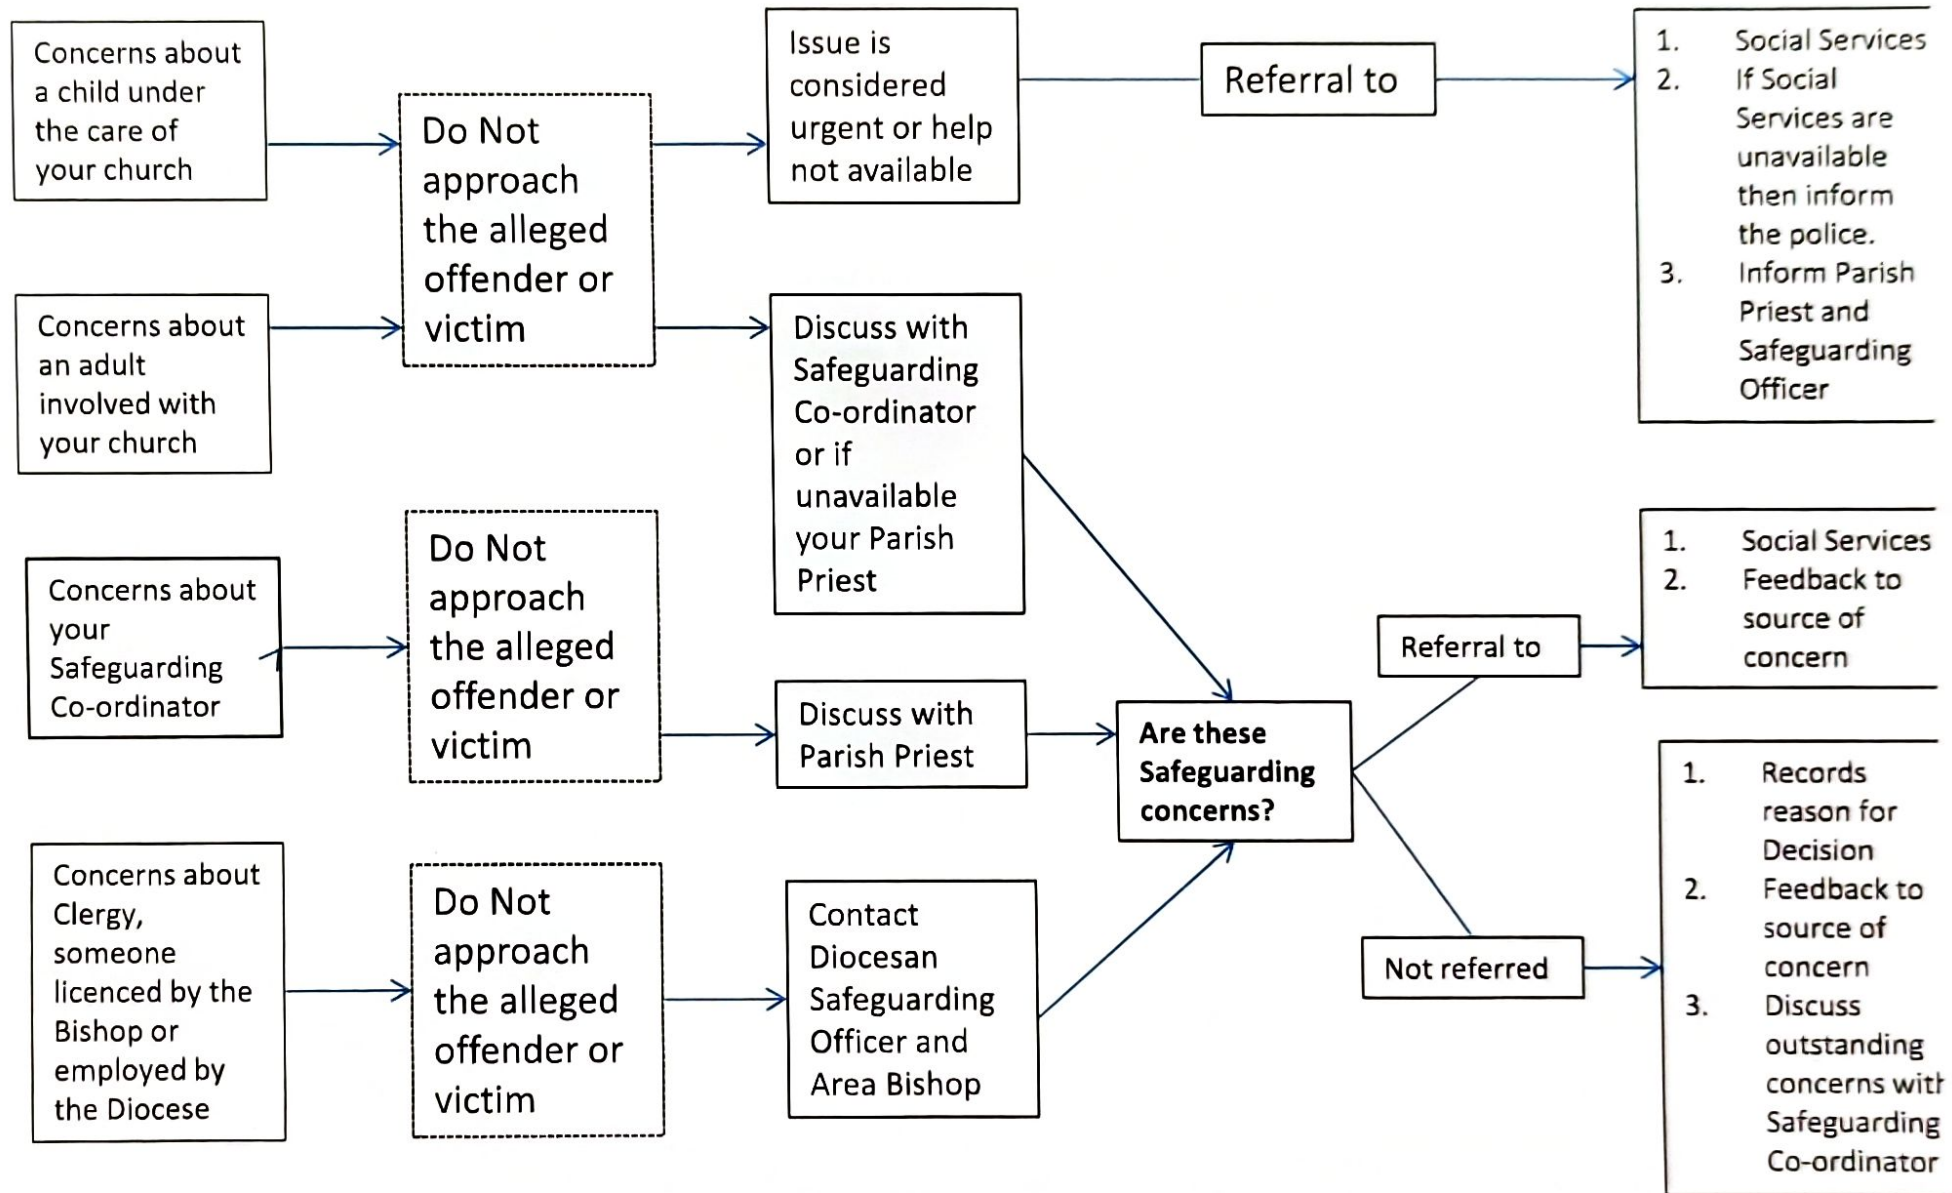 Concerns about
a child under
the care of
your church
Do Not
approach
the alleged
offender or
victim
Issue is
considered
urgent or help
not available
Referral to
1. Social Services
2. If Social
Services are
unavailable
then inform
the police.
3. Inform Parish
Priest and
Safeguarding
Officer
Concerns about
an adult
involved with
your church
Discuss with
Safeguarding
Co-ordinator
or if
unavailable
your Parish
Priest
Concerns about
your
Safeguarding
Co-ordinator
Do Not
approach
the alleged
offender or
victim
Discuss with
Parish Priest
Are these
Safeguarding
concerns?
Referral to
1. Social Services
2. Feedback to
source of
concern
Concerns about
Clergy,
someone
licenced by the
Bishop or
employed by
the Diocese
Do Not
approach
the alleged
offender or
victim
Contact
Diocesan
Safeguarding
Officer and
Area Bishop
Not referred
1. Records
reason for
Decision
2. Feedback to
source of
concern
3. Discuss
outstanding
concerns with
Safeguarding
Co-ordinator